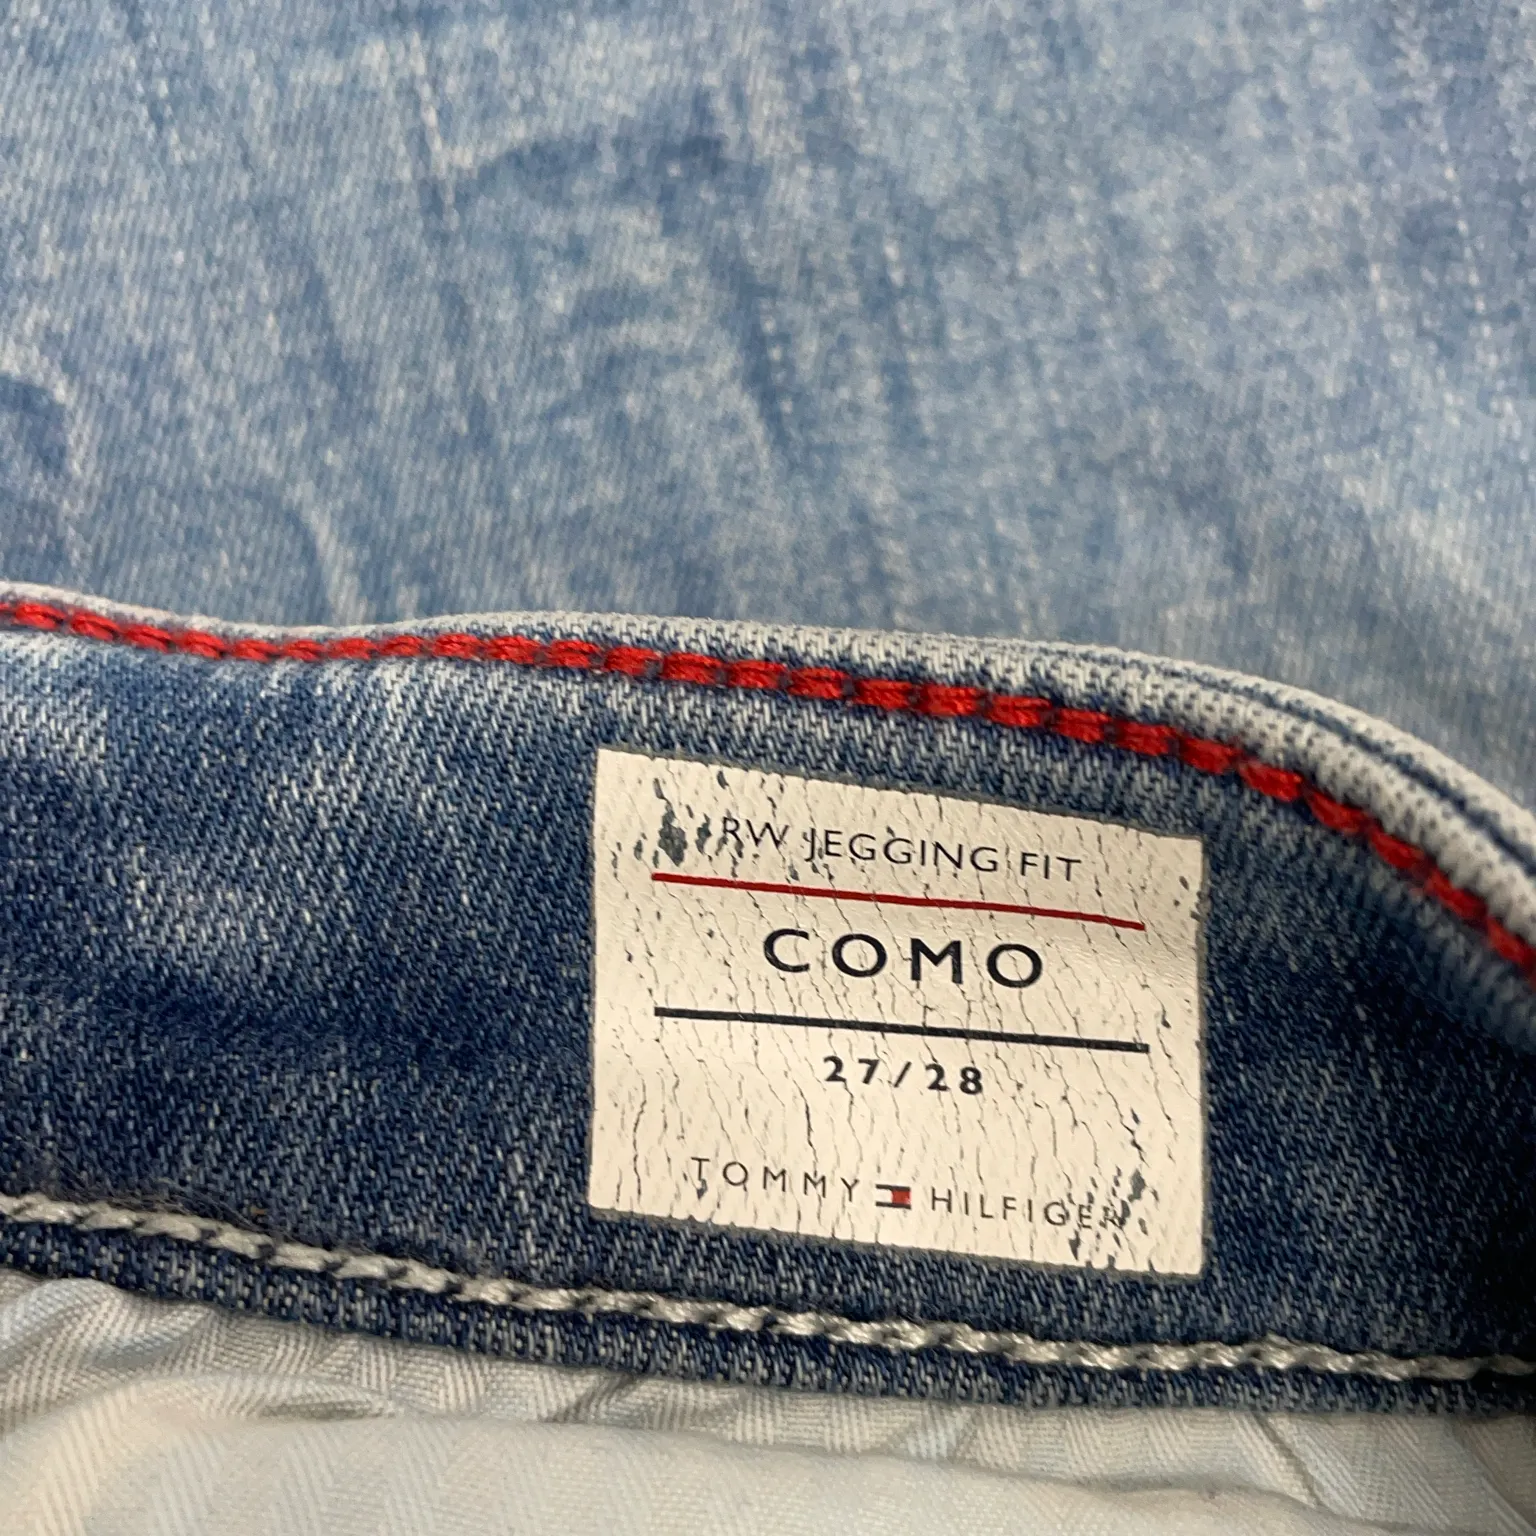 RW JEGGING FIT
COMO
27/28
TOMMY HILFIGER